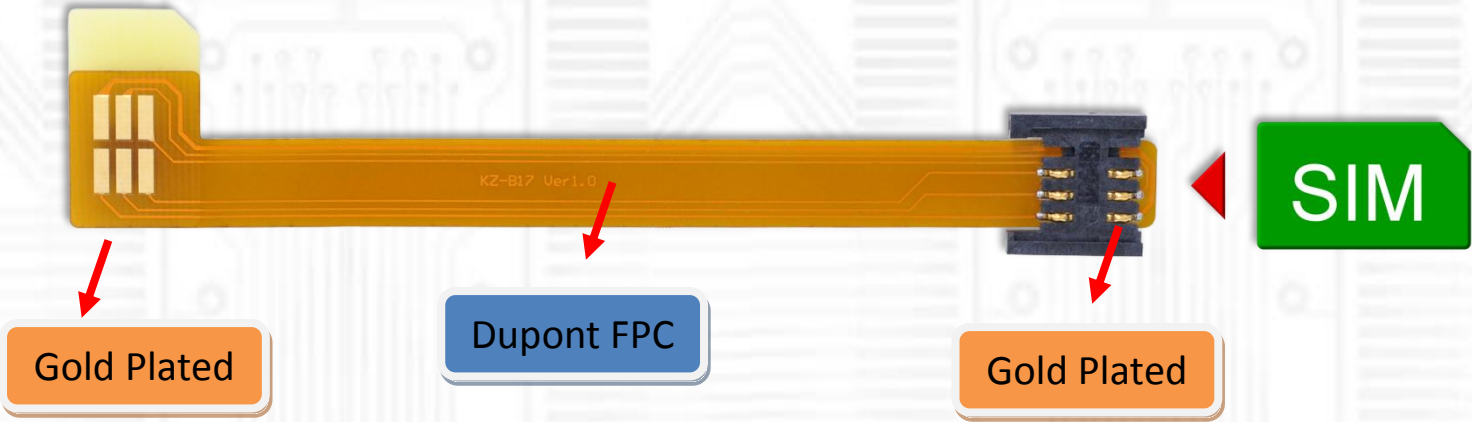 KZ-B17 Ver1.0
SIM
Dupont FPC
Gold Plated
Gold Plated